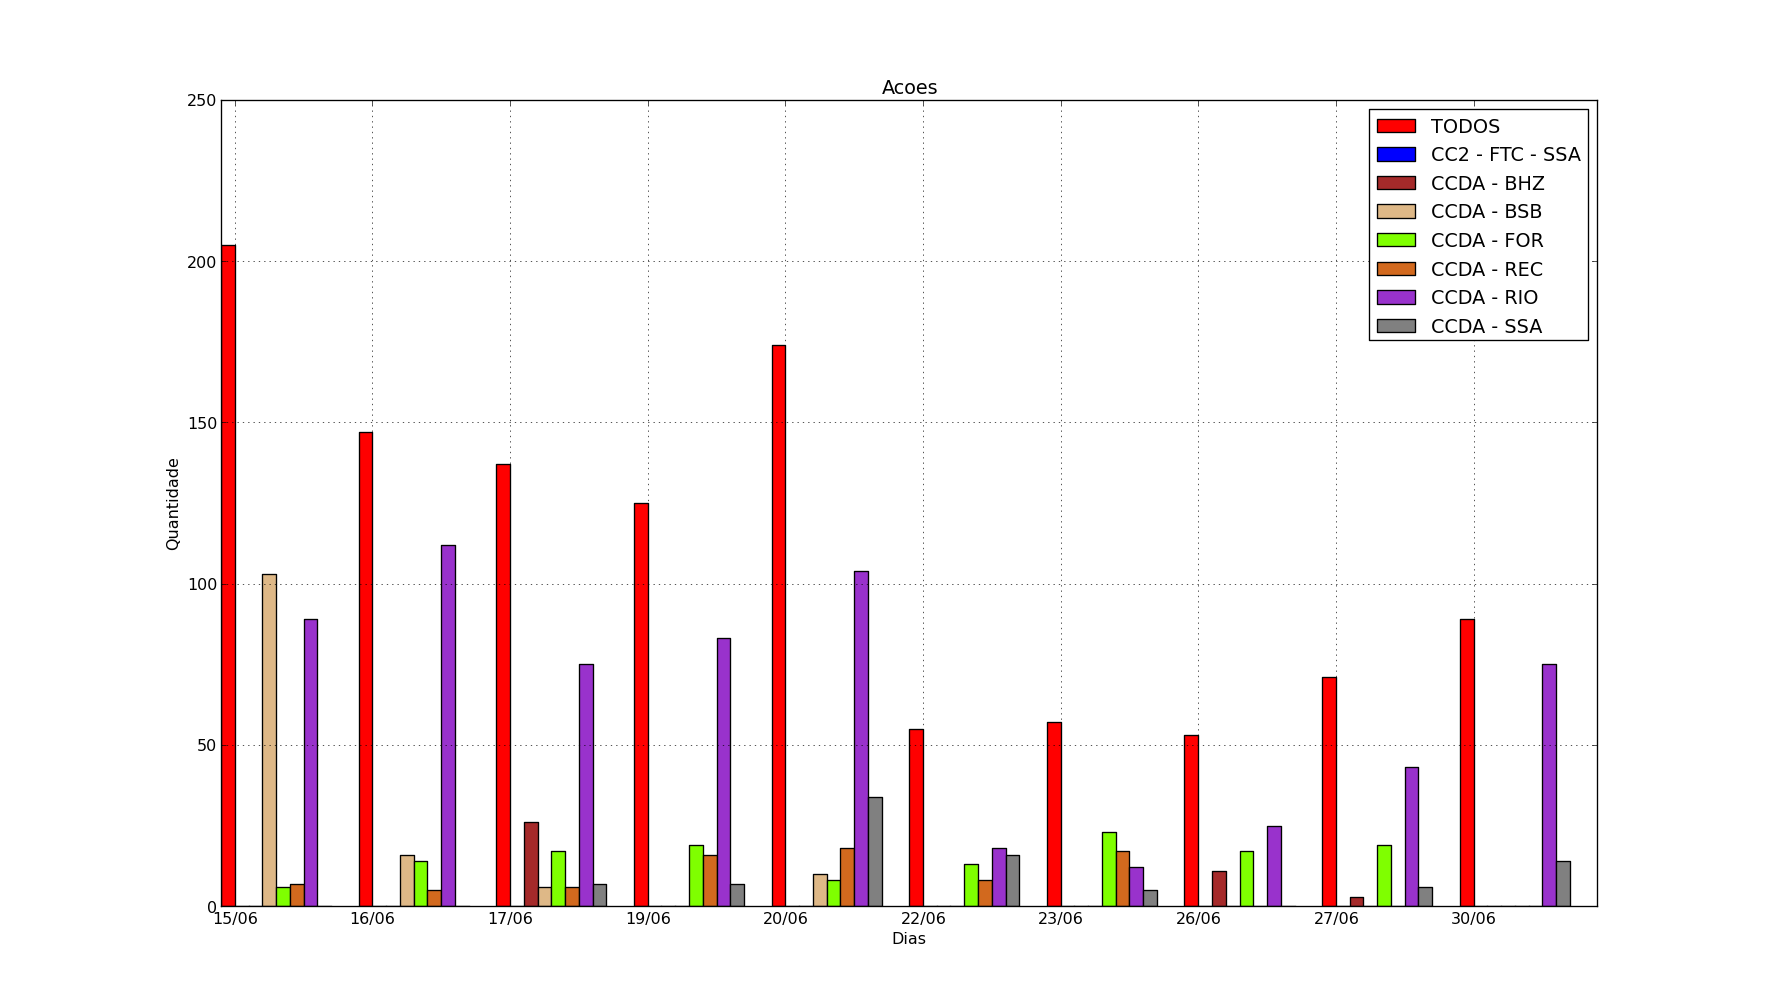 Acoes
250
200
150
100
50
0
Quantidade
TODOS
CC2 - FTC - SSA
CCDA - BHZ
CCDA - BSB
CCDA - FOR
CCDA - REC
CCDA - RIO
CCDA - SSA
15/06 16/06 17/06 19/06 20/06 22/06 23/06 26/06 27/06 30/06
Dias